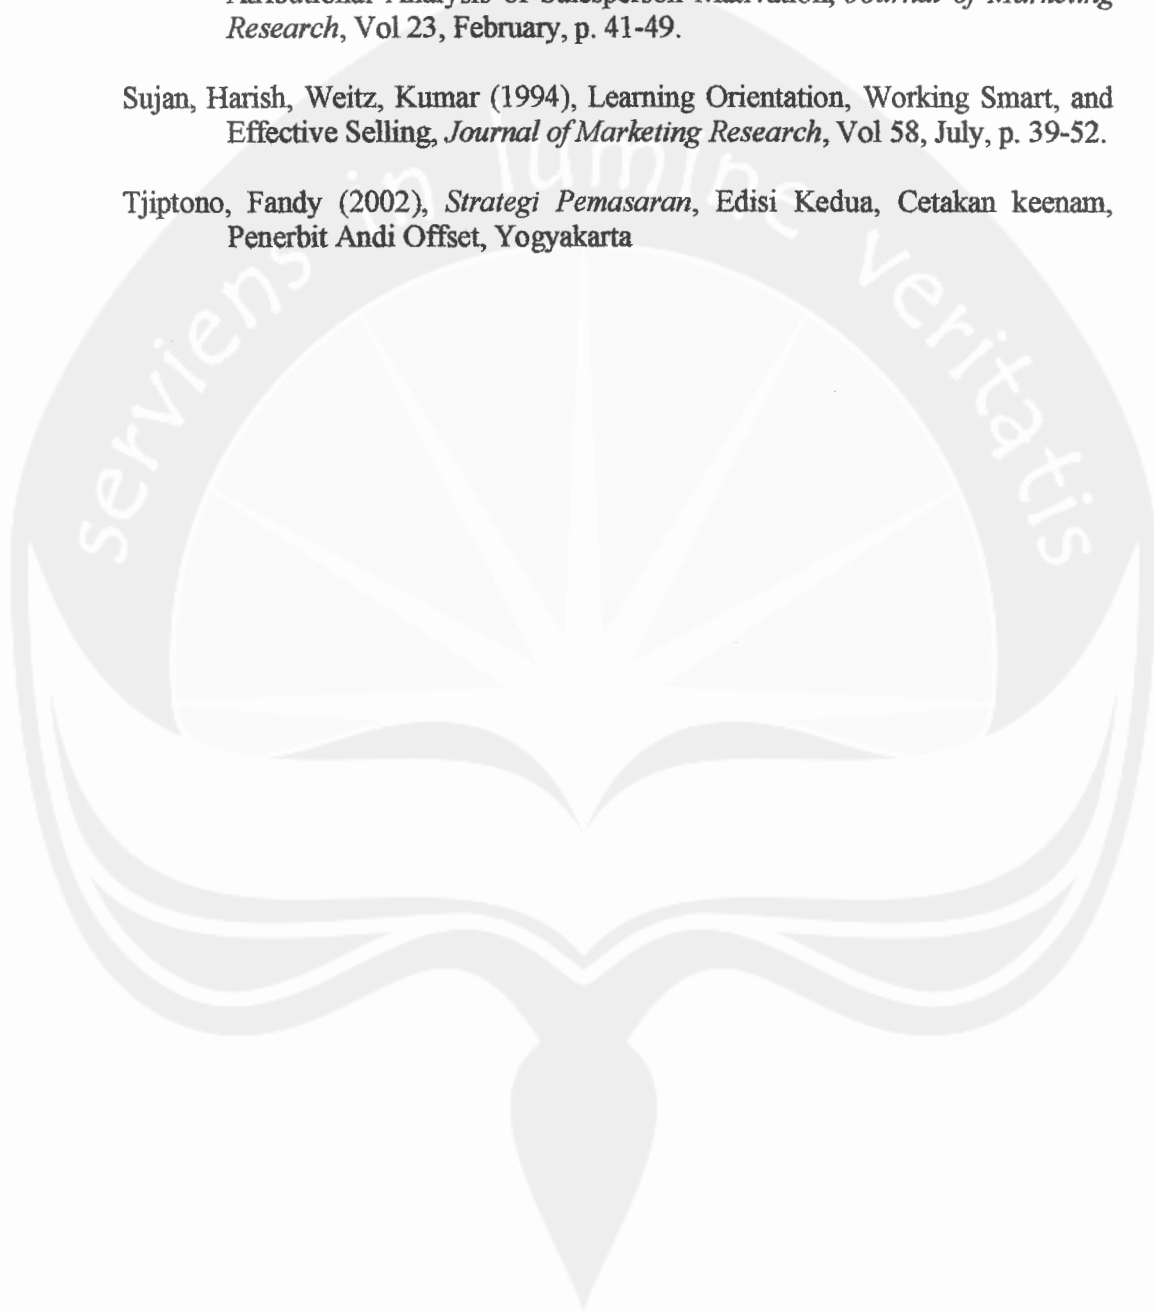 Attributional Analysis of Salesperson Motivation, Journal of Marketing
Research, Vol 23, February, p. 41-49.
Sujan, Harish, Weitz, Kumar (1994), Learning Orientation, Working Smart, and
Effective Selling, Journal of Marketing Research, Vol 58, July, p. 39-52.
Tjiptono, Fandy (2002), Strategi Pemasaran, Edisi Kedua, Cetakan keenam,
Penerbit Andi Offset, Yogyakarta
serviens in lumine veritatis